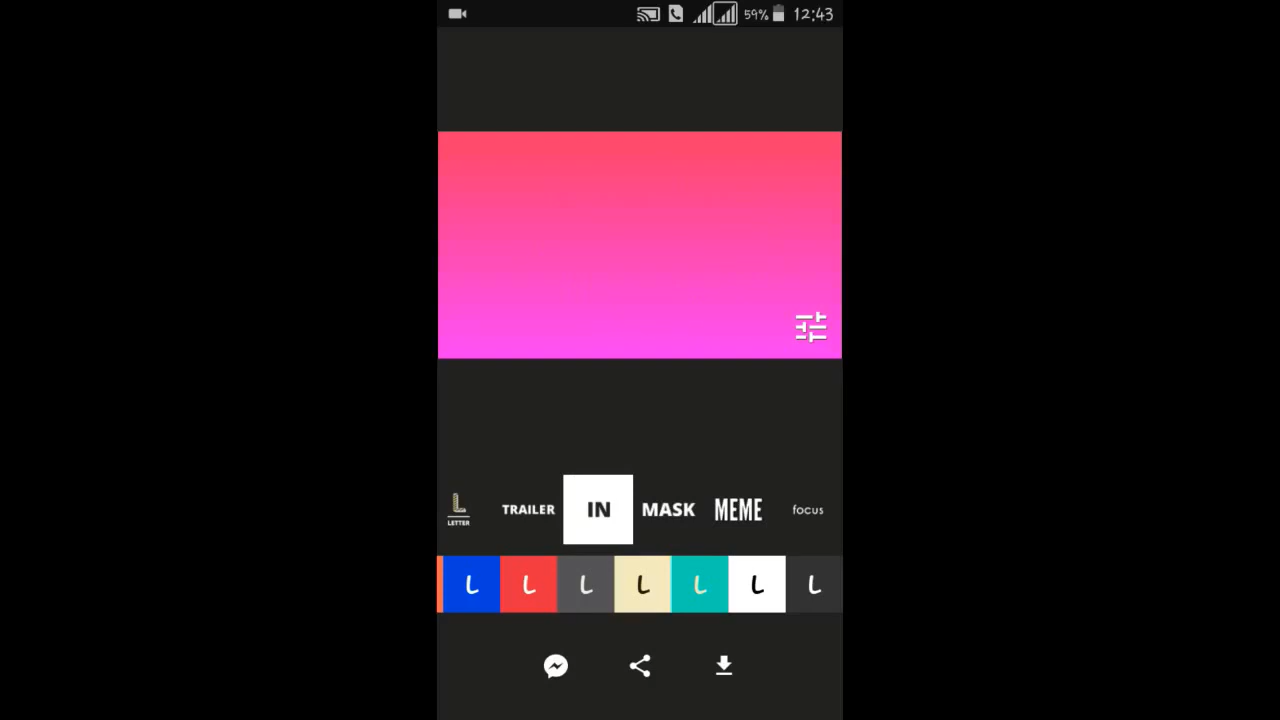 59% 12:43
L
LETTER
TRAILER IN MASK MEME focus
L L L L L L L